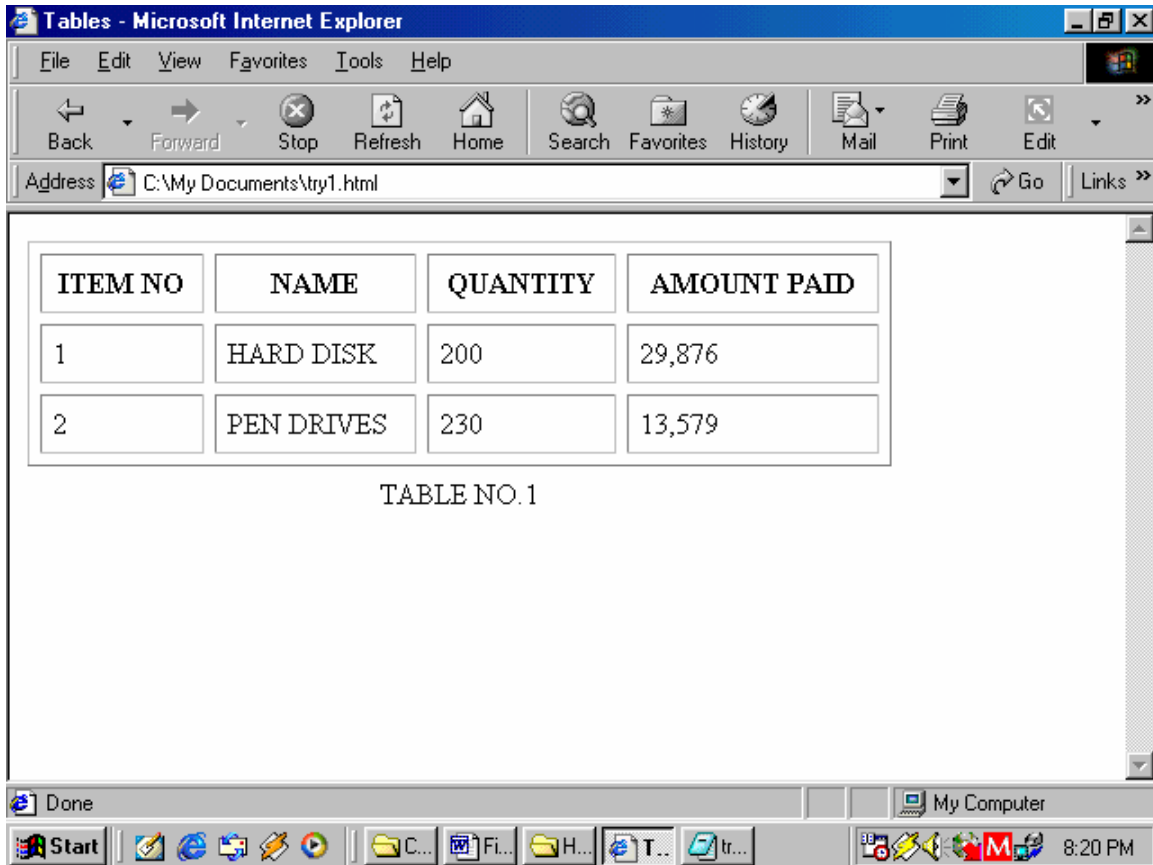 Tables - Microsoft Internet Explorer
File Edit View Favorites Tools Help
Back Forward Stop Refresh Home Search Favorites History Mail Print Edit »
Address C:\My Documents\try1.html Go Links »
ITEM NO NAME QUANTITY AMOUNT PAID
1 HARD DISK 200 29,876
2 PEN DRIVES 230 13,579
TABLE NO.1
Done My Computer
Start C... Fi... H... T... tr... M 8:20 PM